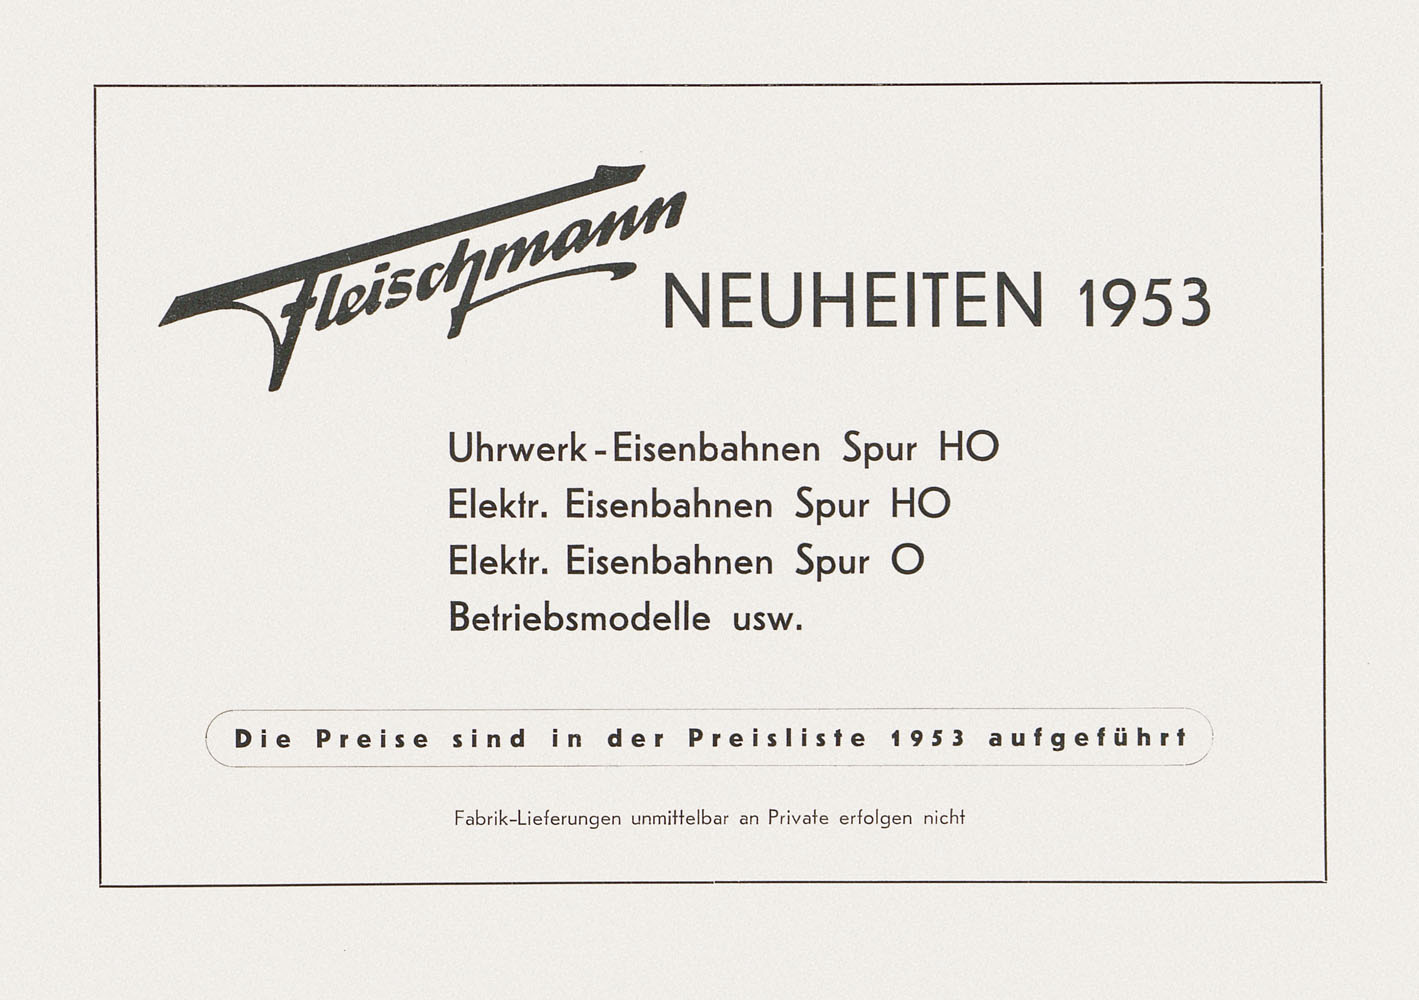 Fleischmann NEUHEITEN 1953
Uhrwerk-Eisenbahnen Spur HO
Elektr. Eisenbahnen Spur HO
Elektr. Eisenbahnen Spur O
Betriebsmodelle usw.
Die Preise sind in der Preisliste 1953 aufgeführt
Fabrik-Lieferungen unmittelbar an Private erfolgen nicht